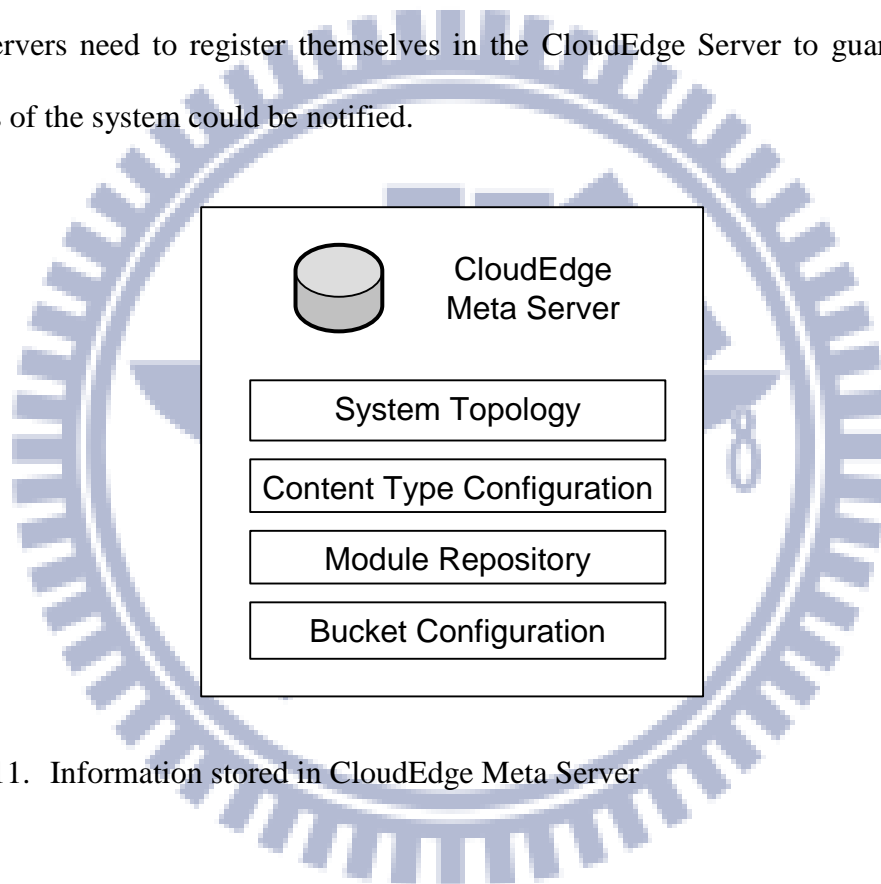 ervers need to register themselves in the CloudEdge Server to guar
s of the system could be notified.
CloudEdge
Meta Server
System Topology
Content Type Configuration
Module Repository
Bucket Configuration
11. Information stored in CloudEdge Meta Server